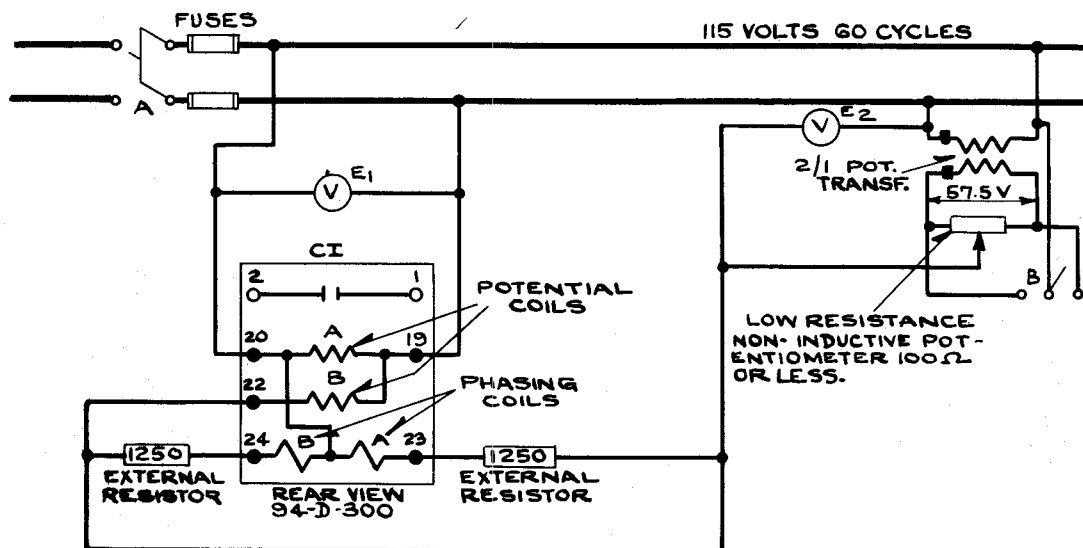 FUSES
115 VOLTS 60 CYCLES
A
V
E1
V
E2
2/1 POT.
TRANSF.
57.5 V
B
CI
2
1
POTENTIAL
COILS
20
A
19
22
B
PHASING
COILS
24
B
A
23
1250
EXTERNAL
RESISTOR
1250
EXTERNAL
RESISTOR
REAR VIEW
94-D-300
LOW RESISTANCE
NON-INDUCTIVE POT-
ENTIOMETER 100Ω
OR LESS.